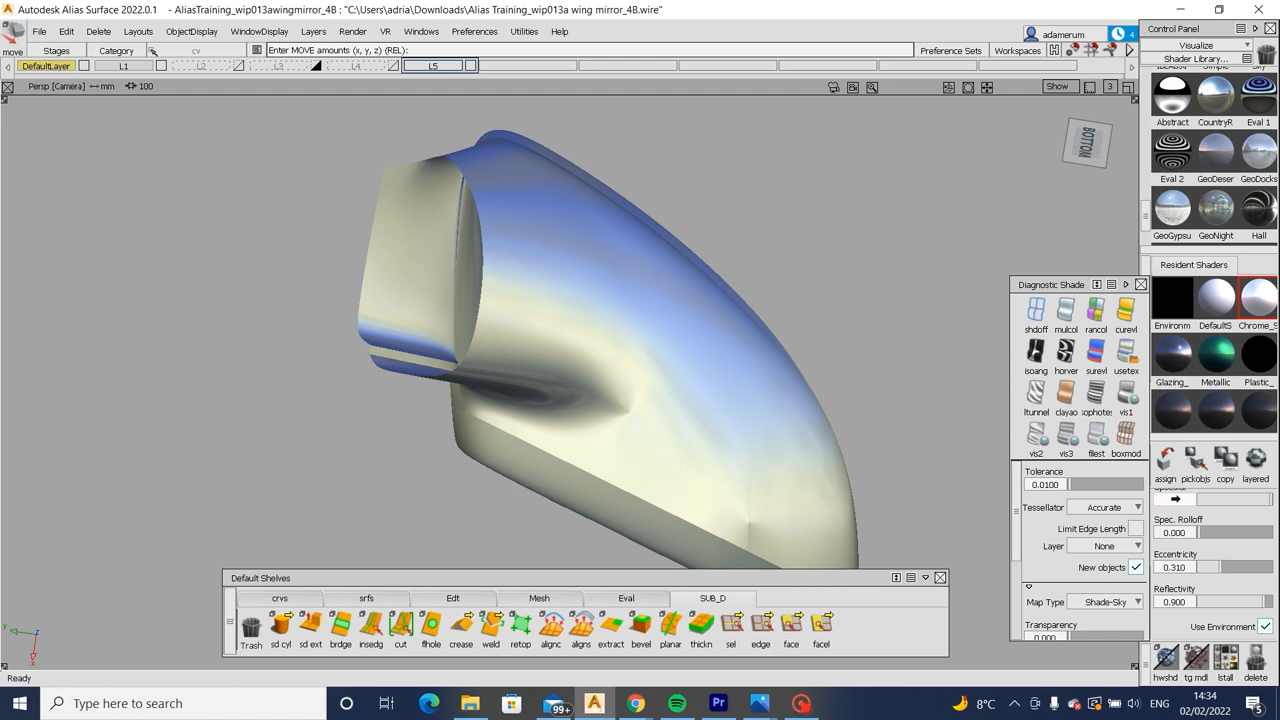 Autodesk Alias Surface 2022.0.1 - AliasTraining_wip013awingmirror_4B : "C:\Users\adria\Downloads\Alias Training_wip013a wing mirror_4B.wire"
File Edit Delete Layouts ObjectDisplay WindowDisplay Layers Render VR Windows Preferences Utilities Help
adamerum 4
move Stages Category cv Enter MOVE amounts (x, y, z) (REL): Preference Sets Workspaces
DefaultLayer L1 L2 L3 L4 L5
Persp [Camera] mm 100 Show 3
BOTTOM
Control Panel
Visualize
Shader Library...
Abstract CountryR Eval 1
Eval 2 GeoDeser GeoDocks
GeoGypsu GeoNight Hall
Resident Shaders
Environm DefaultS Chrome_S
Glazing_ Metallic Plastic_
assign pickobjs copy layered
Spec. Rolloff
0.000
Eccentricity
0.310
Reflectivity
0.900
Use Environment
hwshd tg mdl lstall delete
Diagnostic Shade
shdoff mulcol rancol curevl
isoang horver surevl usetex
ltunnel clayao sophotes vis1
vis2 vis3 filest boxmod
Tolerance
0.0100
Tessellator Accurate
Limit Edge Length
Layer None
New objects
Map Type Shade-Sky
Transparency
0.000
Default Shelves
crvs srfs Edt Mesh Eval SUB_D
Trash sd cyl sd ext brdge insedg cut flhole crease weld retop alignc aligns extract bevel planar thickn sel edge face facel
Y Z X
Ready
Type here to search
99+
8°C
ENG
14:34
02/02/2022
5